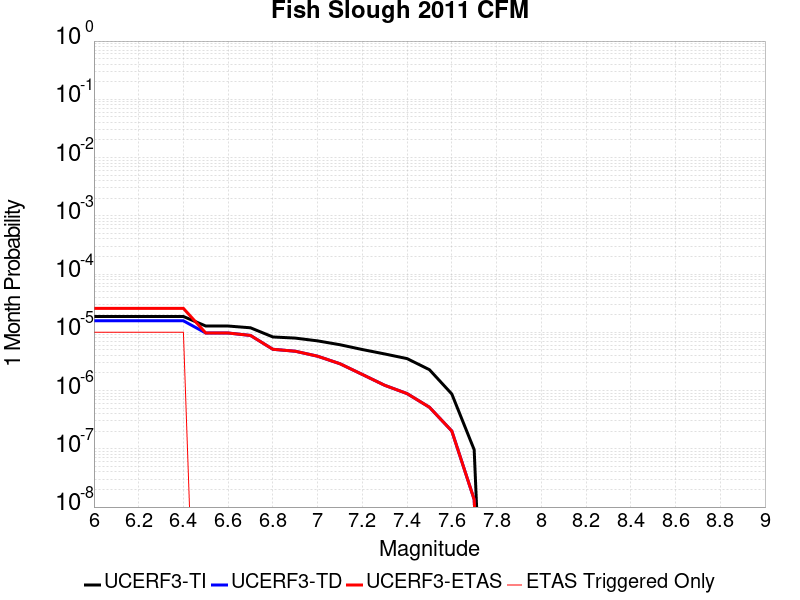 Fish Slough 2011 CFM
10^0
10^-1
10^-2
10^-3
10^-4
10^-5
10^-6
10^-7
10^-8
1 Month Probability
6 6.2 6.4 6.6 6.8 7 7.2 7.4 7.6 7.8 8 8.2 8.4 8.6 8.8 9
Magnitude
UCERF3-TI UCERF3-TD UCERF3-ETAS ETAS Triggered Only